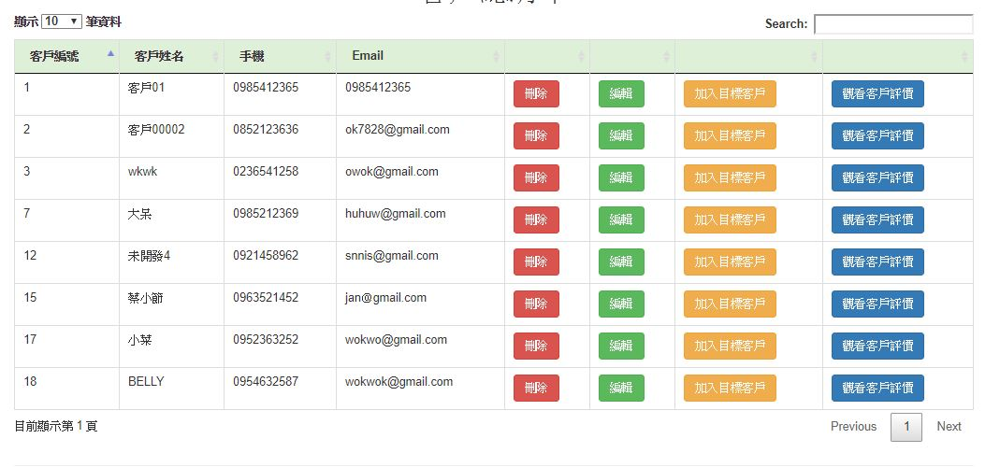 顯示 10 筆資料 Search:
客戶編號 客戶姓名 手機 Email
1 客戶01 0985412365 0985412365 刪除 編輯 加入目標客戶 觀看客戶評價
2 客戶00002 0852123636 ok7828@gmail.com 刪除 編輯 加入目標客戶 觀看客戶評價
3 wkwk 0236541258 owok@gmail.com 刪除 編輯 加入目標客戶 觀看客戶評價
7 大呆 0985212369 huhuw@gmail.com 刪除 編輯 加入目標客戶 觀看客戶評價
12 未開發4 0921458962 snnis@gmail.com 刪除 編輯 加入目標客戶 觀看客戶評價
15 蔡小節 0963521452 jan@gmail.com 刪除 編輯 加入目標客戶 觀看客戶評價
17 小菜 0952363252 wokwo@gmail.com 刪除 編輯 加入目標客戶 觀看客戶評價
18 BELLY 0954632587 wokwok@gmail.com 刪除 編輯 加入目標客戶 觀看客戶評價
目前顯示第 1 頁 Previous 1 Next